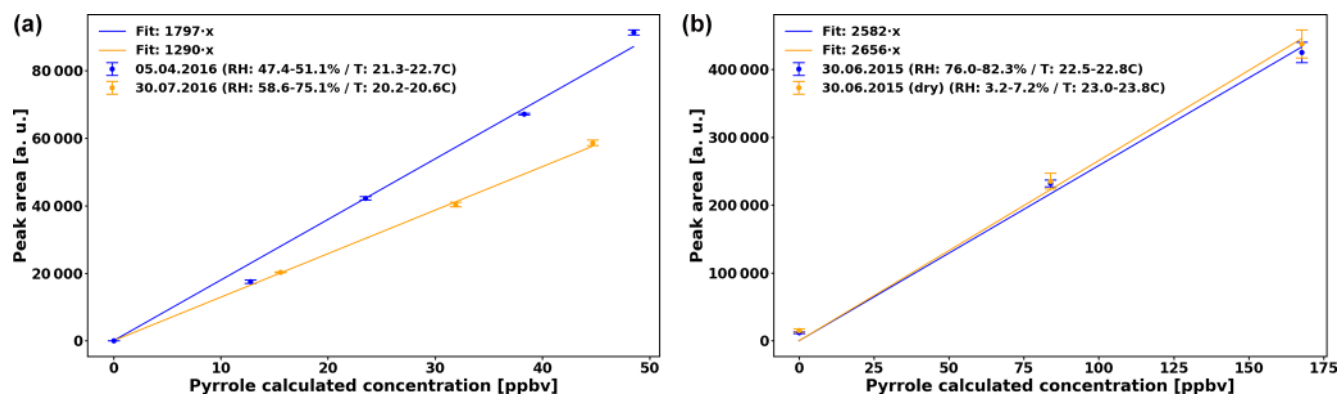 (a)
Fit: 1797·x
Fit: 1290·x
05.04.2016 (RH: 47.4-51.1% / T: 21.3-22.7C)
30.07.2016 (RH: 58.6-75.1% / T: 20.2-20.6C)
Peak area [a. u.]
80 000
60 000
40 000
20 000
0
0 10 20 30 40 50
Pyrrole calculated concentration [ppbv]
(b)
Fit: 2582·x
Fit: 2656·x
30.06.2015 (RH: 76.0-82.3% / T: 22.5-22.8C)
30.06.2015 (dry) (RH: 3.2-7.2% / T: 23.0-23.8C)
Peak area [a. u.]
400 000
300 000
200 000
100 000
0
0 25 50 75 100 125 150 175
Pyrrole calculated concentration [ppbv]